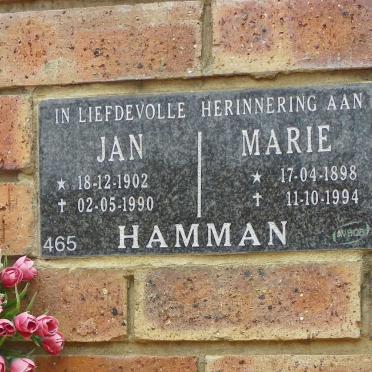 IN LIEFDEVOLLE HERINNERING AAN
JAN MARIE
★ 18-12-1902 ★ 17-04-1898
✝ 02-05-1990 ✝ 11-10-1994
465 HAMMAN AVBOB